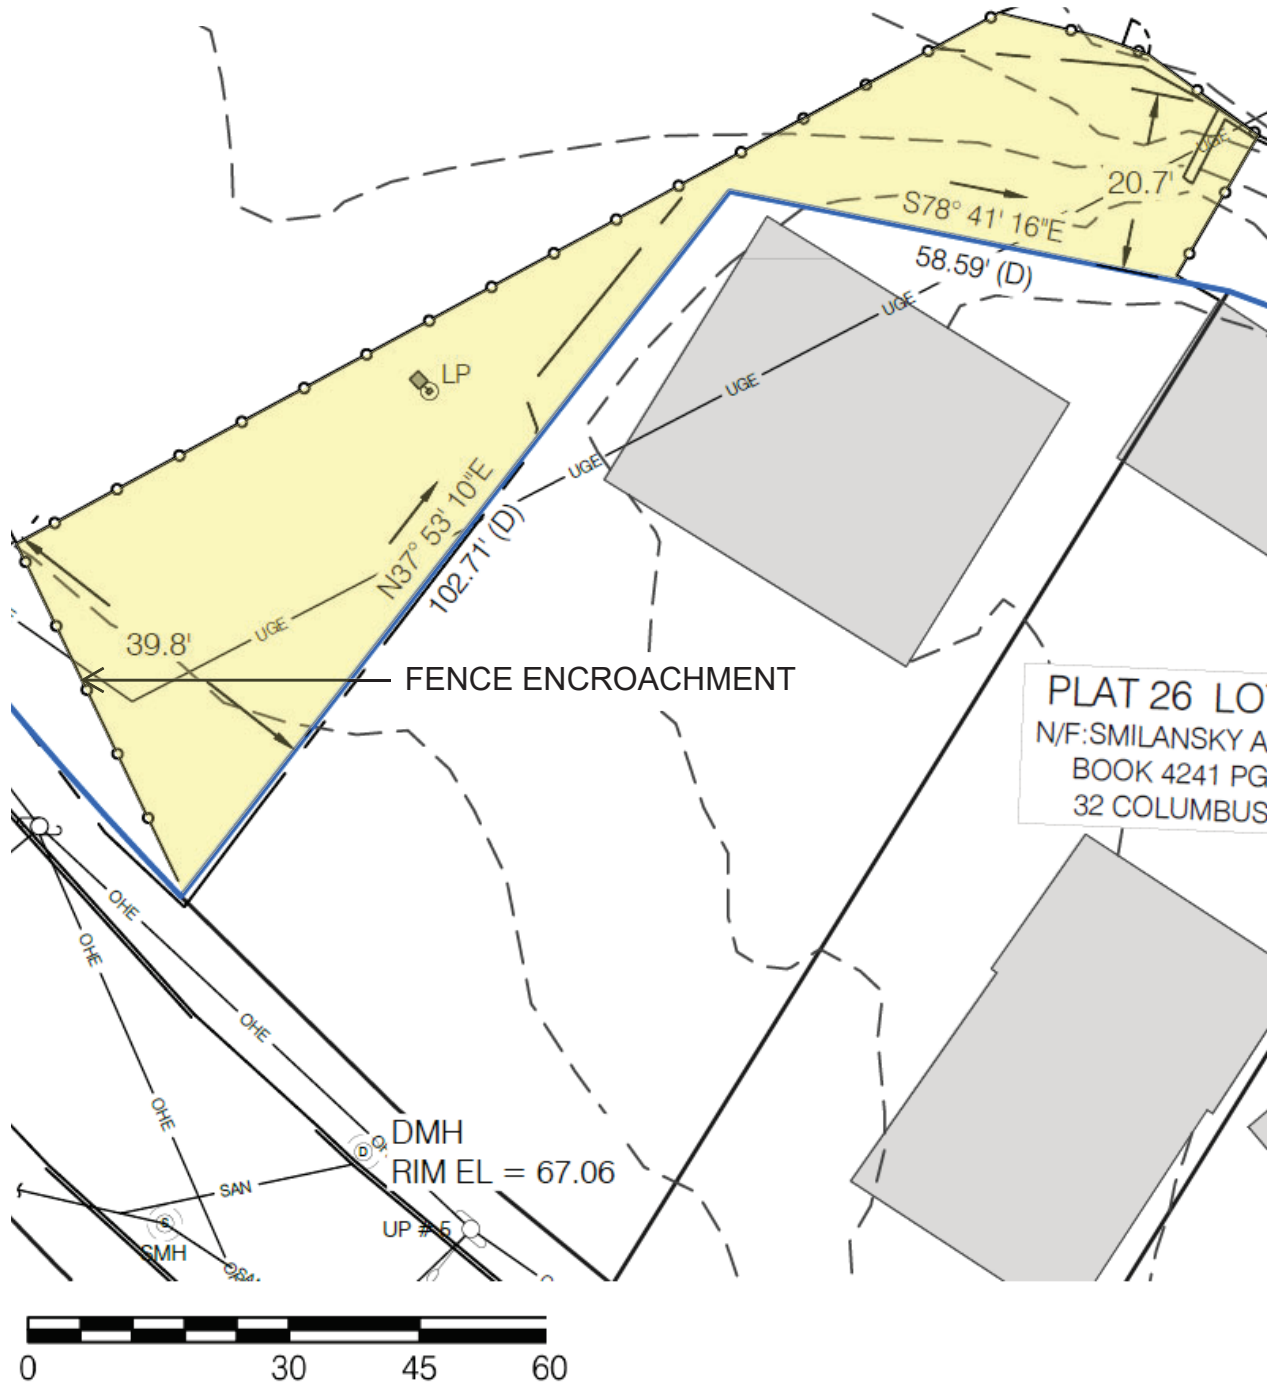 20.7'
S78° 41' 16"E
58.59' (D)
UGE
UGE
LP
UGE
UGE
N37° 53' 10"E
102.71' (D)
UGE
39.8'
FENCE ENCROACHMENT
PLAT 26 LO
N/F:SMILANSKY A
BOOK 4241 PG
32 COLUMBUS
OHE
OHE
OHE
OHE
D
DMH
RIM EL = 67.06
SAN
S
SMH
UP # 5
0 30 45 60